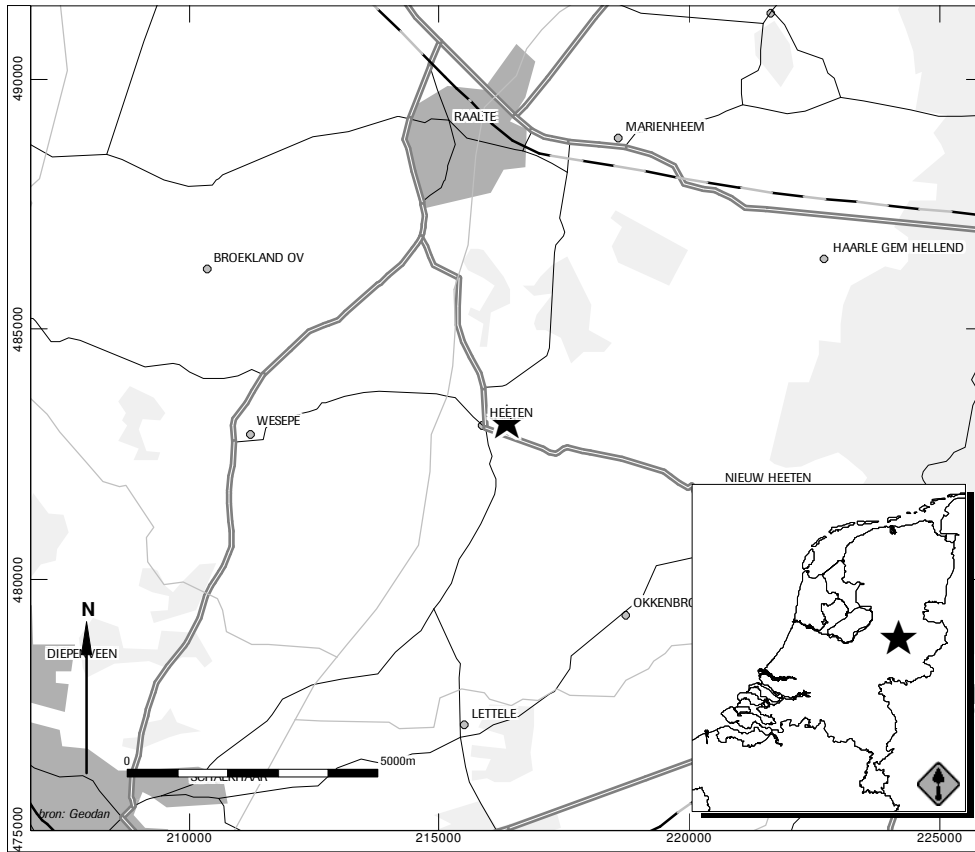 490000
RAALTE
MARIENHEEM
BROEKLAND OV
HAARLE GEM HELLEND
485000
HEETEN
WESEPE
NIEUW HEETEN
480000
N
OKKENBRO
DIEPENVEEN
LETTELE
0
5000m
SCHALKHAAR
bron: Geodan
475000
210000
215000
220000
225000